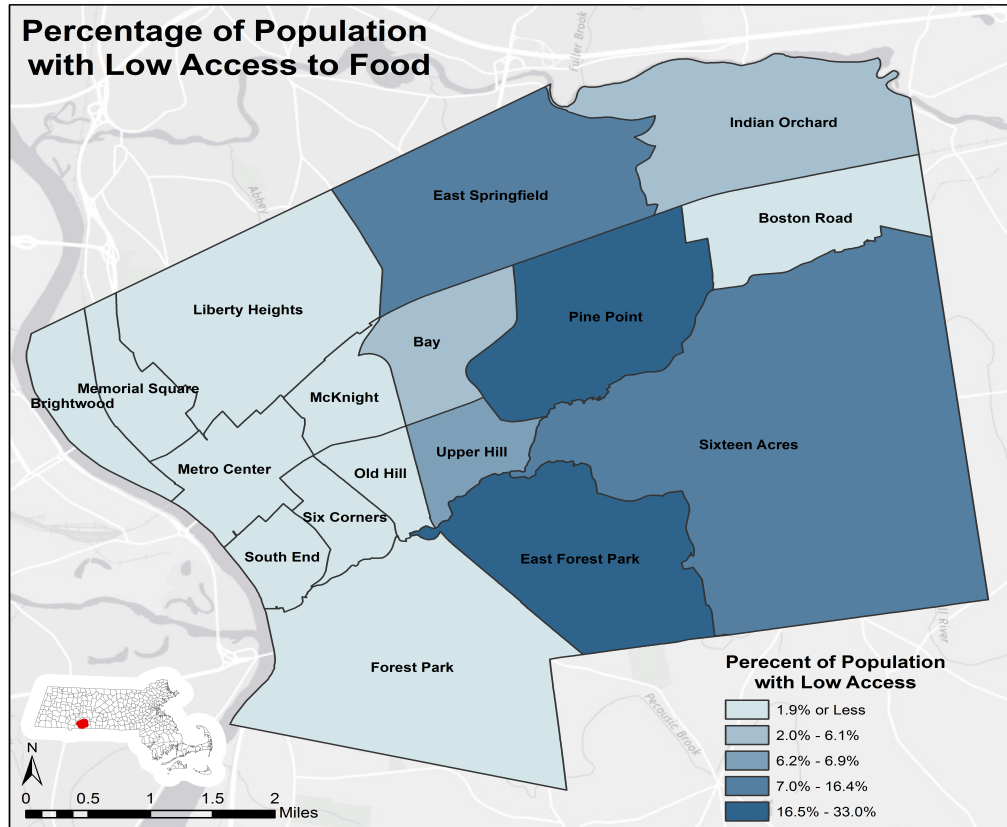 Percentage of Population
with Low Access to Food
Fuller Brook
Indian Orchard
East Springfield
Abbey
Boston Road
Liberty Heights
Pine Point
Bay
Memorial Square
Brightwood
McKnight
Sixteen Acres
Upper Hill
Metro Center
Old Hill
Six Corners
South End
East Forest Park
River
Forest Park
Pecoustic Brook
Perecent of Population
with Low Access
1.9% or Less
2.0% - 6.1%
6.2% - 6.9%
7.0% - 16.4%
16.5% - 33.0%
N
0 0.5 1 1.5 2
Miles